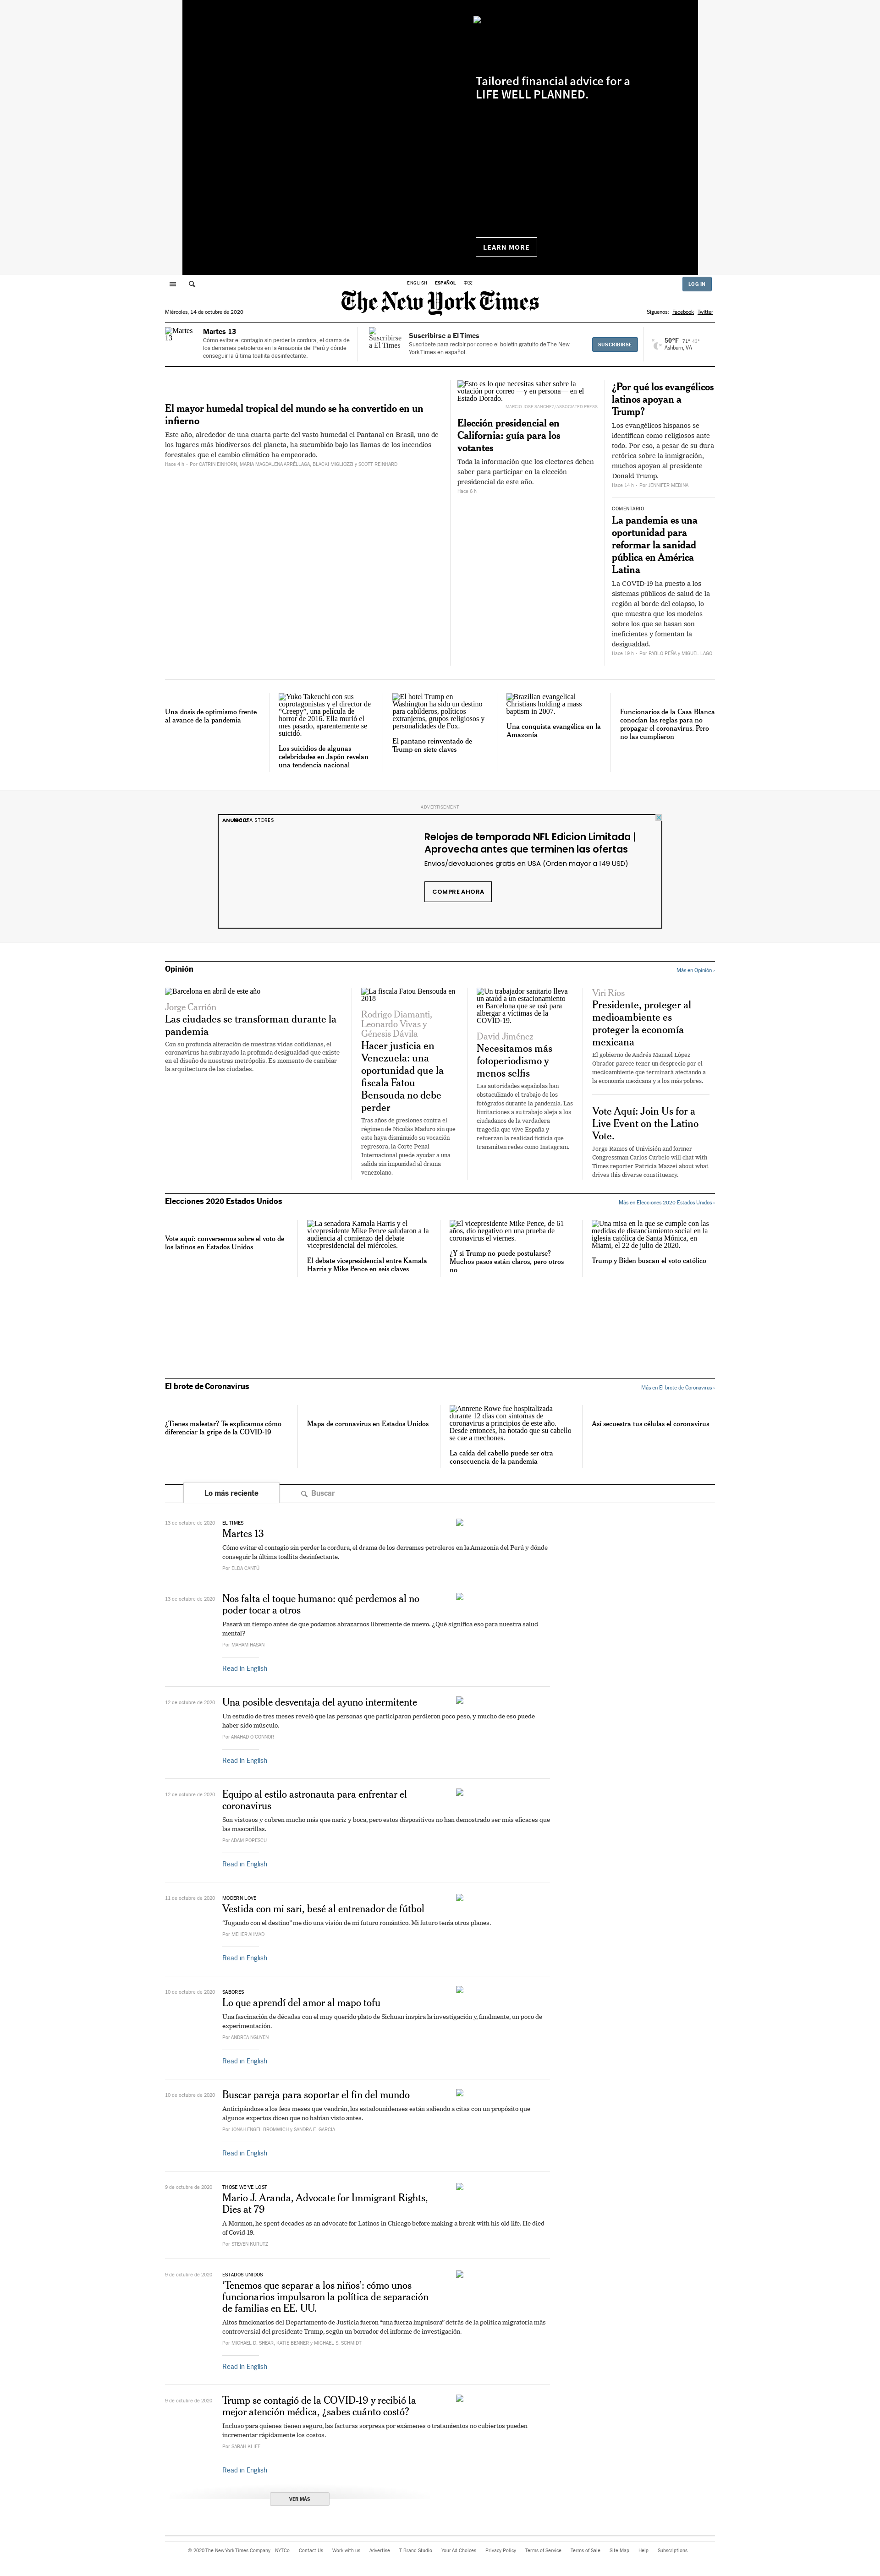 Tailored financial advice for a
LIFE WELL PLANNED.
LEARN MORE
ENGLISH ESPAÑOL 中文
LOG IN
The New York Times
Miércoles, 14 de octubre de 2020
Síguenos: Facebook Twitter
Martes 13
Martes 13
Cómo evitar el contagio sin perder la cordura, el drama de
los derrames petroleros en la Amazonía del Perú y dónde
conseguir la última toallita desinfectante.
Suscribirse a El Times
Suscribirse a El Times
Suscríbete para recibir por correo el boletín gratuito de The New
York Times en español.
SUSCRIBIRSE
50°F 71° 43°
Ashburn, VA
El mayor humedal tropical del mundo se ha convertido en un
infierno
Este año, alrededor de una cuarta parte del vasto humedal el Pantanal en Brasil, uno de
los lugares más biodiversos del planeta, ha sucumbido bajo las llamas de los incendios
forestales que el cambio climático ha empeorado.
Hace 4 h - Por CATRIN EINHORN, MARIA MAGDALENA ARRÉLLAGA, BLACKI MIGLIOZZI y SCOTT REINHARD
Esto es lo que necesitas saber sobre la
votación por correo —y en persona— en el
Estado Dorado.
MARCIO JOSE SANCHEZ/ASSOCIATED PRESS
Elección presidencial en
California: guía para los
votantes
Toda la información que los electores deben
saber para participar en la elección
presidencial de este año.
Hace 8 h
¿Por qué los evangélicos
latinos apoyan a
Trump?
Los evangélicos hispanos se
identifican como religiosos ante
todo. Por eso, a pesar de su dura
retórica sobre la inmigración,
muchos apoyan al presidente
Donald Trump.
Hace 14 h - Por JENNIFER MEDINA
COMENTARIO
La pandemia es una
oportunidad para
reformar la sanidad
pública en América
Latina
La COVID-19 ha puesto a los
sistemas públicos de salud de la
región al borde del colapso, lo
que muestra que los modelos
sobre los que se basan son
ineficientes y fomentan la
desigualdad.
Hace 19 h - Por PABLO PEÑA y MIGUEL LAGO
Una dosis de optimismo frente
al avance de la pandemia
Yuko Takeuchi con sus
coprotagonistas y el director de
“Creepy”, una película de
horror de 2016. Ella murió el
mes pasado, aparentemente se
suicidó.
Los suicidios de algunas
celebridades en Japón revelan
una tendencia nacional
El hotel Trump en
Washington ha sido un destino
para cabilderos, políticos
extranjeros, grupos religiosos y
personalidades de Fox.
El pantano reinventado de
Trump en siete claves
Brazilian evangelical
Christians holding a mass
baptism in 2007.
Una conquista evangélica en la
Amazonía
Funcionarios de la Casa Blanca
conocían las reglas para no
propagar el coronavirus. Pero
no las cumplieron
ADVERTISEMENT
Relojes de temporada NFL Edicion Limitada |
Aprovecha antes que terminen las ofertas
Envios/devoluciones gratis en USA (Orden mayor a 149 USD)
COMPRE AHORA
Opinión
Más en Opinión ›
Barcelona en abril de este año
Jorge Carrión
Las ciudades se transforman durante la
pandemia
Con su profunda alteración de nuestras vidas cotidianas, el
coronavirus ha subrayado la profunda desigualdad que existe
en el diseño de nuestras metrópolis. Es momento de cambiar
la arquitectura de las ciudades.
La fiscala Fatou Bensouda en
2018
Rodrigo Diamanti,
Leonardo Vivas y
Génesis Dávila
Hacer justicia en
Venezuela: una
oportunidad que la
fiscala Fatou
Bensouda no debe
perder
Tras años de presiones contra el
régimen de Nicolás Maduro sin que
este haya disminuido su vocación
represora, la Corte Penal
Internacional puede ayudar a una
salida sin impunidad al drama
venezolano.
Un trabajador sanitario lleva
un ataúd a un estacionamiento
en Barcelona que se usó para
albergar a víctimas de la
COVID-19.
David Jiménez
Necesitamos más
fotoperiodismo y
menos selfis
Las autoridades españolas han
obstaculizado el trabajo de los
fotógrafos durante la pandemia. Las
limitaciones a su trabajo aleja a los
ciudadanos de la verdadera
tragedia que vive España y
refuerzan la realidad ficticia que
transmiten redes como Instagram.
Viri Ríos
Presidente, proteger al
medioambiente es
proteger la economía
mexicana
El gobierno de Andrés Manuel López
Obrador parece tener un desprecio por el
medioambiente que terminará afectando a
la economía mexicana y a los más pobres.
Vote Aquí: Join Us for a
Live Event on the Latino
Vote.
Jorge Ramos of Univisión and former
Congressman Carlos Curbelo will chat with
Times reporter Patricia Mazzei about what
drives this diverse constituency.
Elecciones 2020 Estados Unidos
Más en Elecciones 2020 Estados Unidos ›
Vote aquí: conversemos sobre el voto de
los latinos en Estados Unidos
La senadora Kamala Harris y el
vicepresidente Mike Pence saludaron a la
audiencia al comienzo del debate
vicepresidencial del miércoles.
El debate vicepresidencial entre Kamala
Harris y Mike Pence en seis claves
El vicepresidente Mike Pence, de 61
años, dio negativo en una prueba de
coronavirus el viernes.
¿Y si Trump no puede postularse?
Muchos pasos están claros, pero otros
no
Una misa en la que se cumple con las
medidas de distanciamiento social en la
iglesia católica de Santa Mónica, en
Miami, el 22 de julio de 2020.
Trump y Biden buscan el voto católico
El brote de Coronavirus
Más en El brote de Coronavirus ›
¿Tienes malestar? Te explicamos cómo
diferenciar la gripe de la COVID-19
Mapa de coronavirus en Estados Unidos
Annrene Rowe fue hospitalizada
durante 12 días con síntomas de
coronavirus a principios de este año.
Desde entonces, ha notado que su cabello
se cae a mechones.
La caída del cabello puede ser otra
consecuencia de la pandemia
Así secuestra tus células el coronavirus
Lo más reciente
Buscar
13 de octubre de 2020
EL TIMES
Martes 13
Cómo evitar el contagio sin perder la cordura, el drama de los derrames petroleros en la Amazonía del Perú y dónde
conseguir la última toallita desinfectante.
Por ELDA CANTÚ
13 de octubre de 2020
Nos falta el toque humano: qué perdemos al no
poder tocar a otros
Pasará un tiempo antes de que podamos abrazarnos libremente de nuevo. ¿Qué significa eso para nuestra salud
mental?
Por MAHAM HASAN
Read in English
12 de octubre de 2020
Una posible desventaja del ayuno intermitente
Un estudio de tres meses reveló que las personas que participaron perdieron poco peso, y mucho de eso puede
haber sido músculo.
Por ANAHAD O’CONNOR
Read in English
12 de octubre de 2020
Equipo al estilo astronauta para enfrentar el
coronavirus
Son vistosos y cubren mucho más que nariz y boca, pero estos dispositivos no han demostrado ser más eficaces que
las mascarillas.
Por ADAM POPESCU
Read in English
11 de octubre de 2020
MODERN LOVE
Vestida con mi sari, besé al entrenador de fútbol
“Jugando con el destino” me dio una visión de mi futuro romántico. Mi futuro tenía otros planes.
Por MEHER AHMAD
Read in English
10 de octubre de 2020
SABORES
Lo que aprendí del amor al mapo tofu
Una fascinación de décadas con el muy querido plato de Sichuan inspira la investigación y, finalmente, un poco de
experimentación.
Por ANDREA NGUYEN
Read in English
10 de octubre de 2020
Buscar pareja para soportar el fin del mundo
Anticipándose a los feos meses que vendrán, los estadounidenses están saliendo a citas con un propósito que
algunos expertos dicen que no habían visto antes.
Por JONAH ENGEL BROMWICH y SANDRA E. GARCIA
Read in English
9 de octubre de 2020
THOSE WE’VE LOST
Mario J. Aranda, Advocate for Immigrant Rights,
Dies at 79
A Mormon, he spent decades as an advocate for Latinos in Chicago before making a break with his old life. He died
of Covid-19.
Por STEVEN KURUTZ
9 de octubre de 2020
ESTADOS UNIDOS
‘Tenemos que separar a los niños’: cómo unos
funcionarios impulsaron la política de separación
de familias en EE. UU.
Altos funcionarios del Departamento de Justicia fueron “una fuerza impulsora” detrás de la política migratoria más
controversial del presidente Trump, según un borrador del informe de investigación.
Por MICHAEL D. SHEAR, KATIE BENNER y MICHAEL S. SCHMIDT
Read in English
9 de octubre de 2020
Trump se contagió de la COVID-19 y recibió la
mejor atención médica, ¿sabes cuánto costó?
Incluso para quienes tienen seguro, las facturas sorpresa por exámenes o tratamientos no cubiertos pueden
incrementar rápidamente los costos.
Por SARAH KLIFF
Read in English
VER MÁS
© 2020 The New York Times Company NYTCo Contact Us Work with us Advertise T Brand Studio Your Ad Choices Privacy Policy Terms of Service Terms of Sale Site Map Help Subscriptions